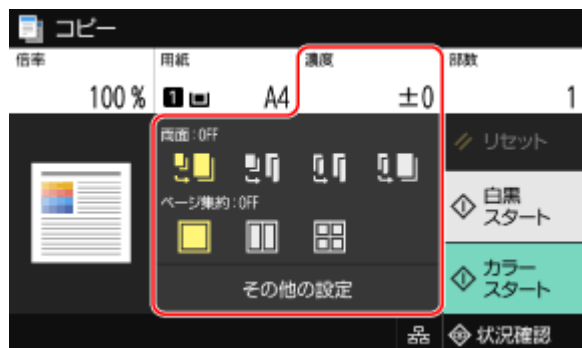 コピー
倍率 用紙 濃度 部数
100 % 1 A4 ±0 1
両面:OFF
ページ集約:OFF
その他の設定
リセット
白黒
スタート
カラー
スタート
状況確認